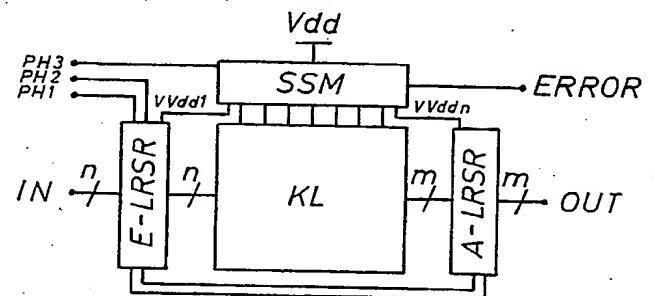 Vdd
PH3
PH2
PH1
SSM
ERROR
VVdd1
VVddn
E-LRSR
A-LRSR
IN
n
n
KL
m
m
OUT